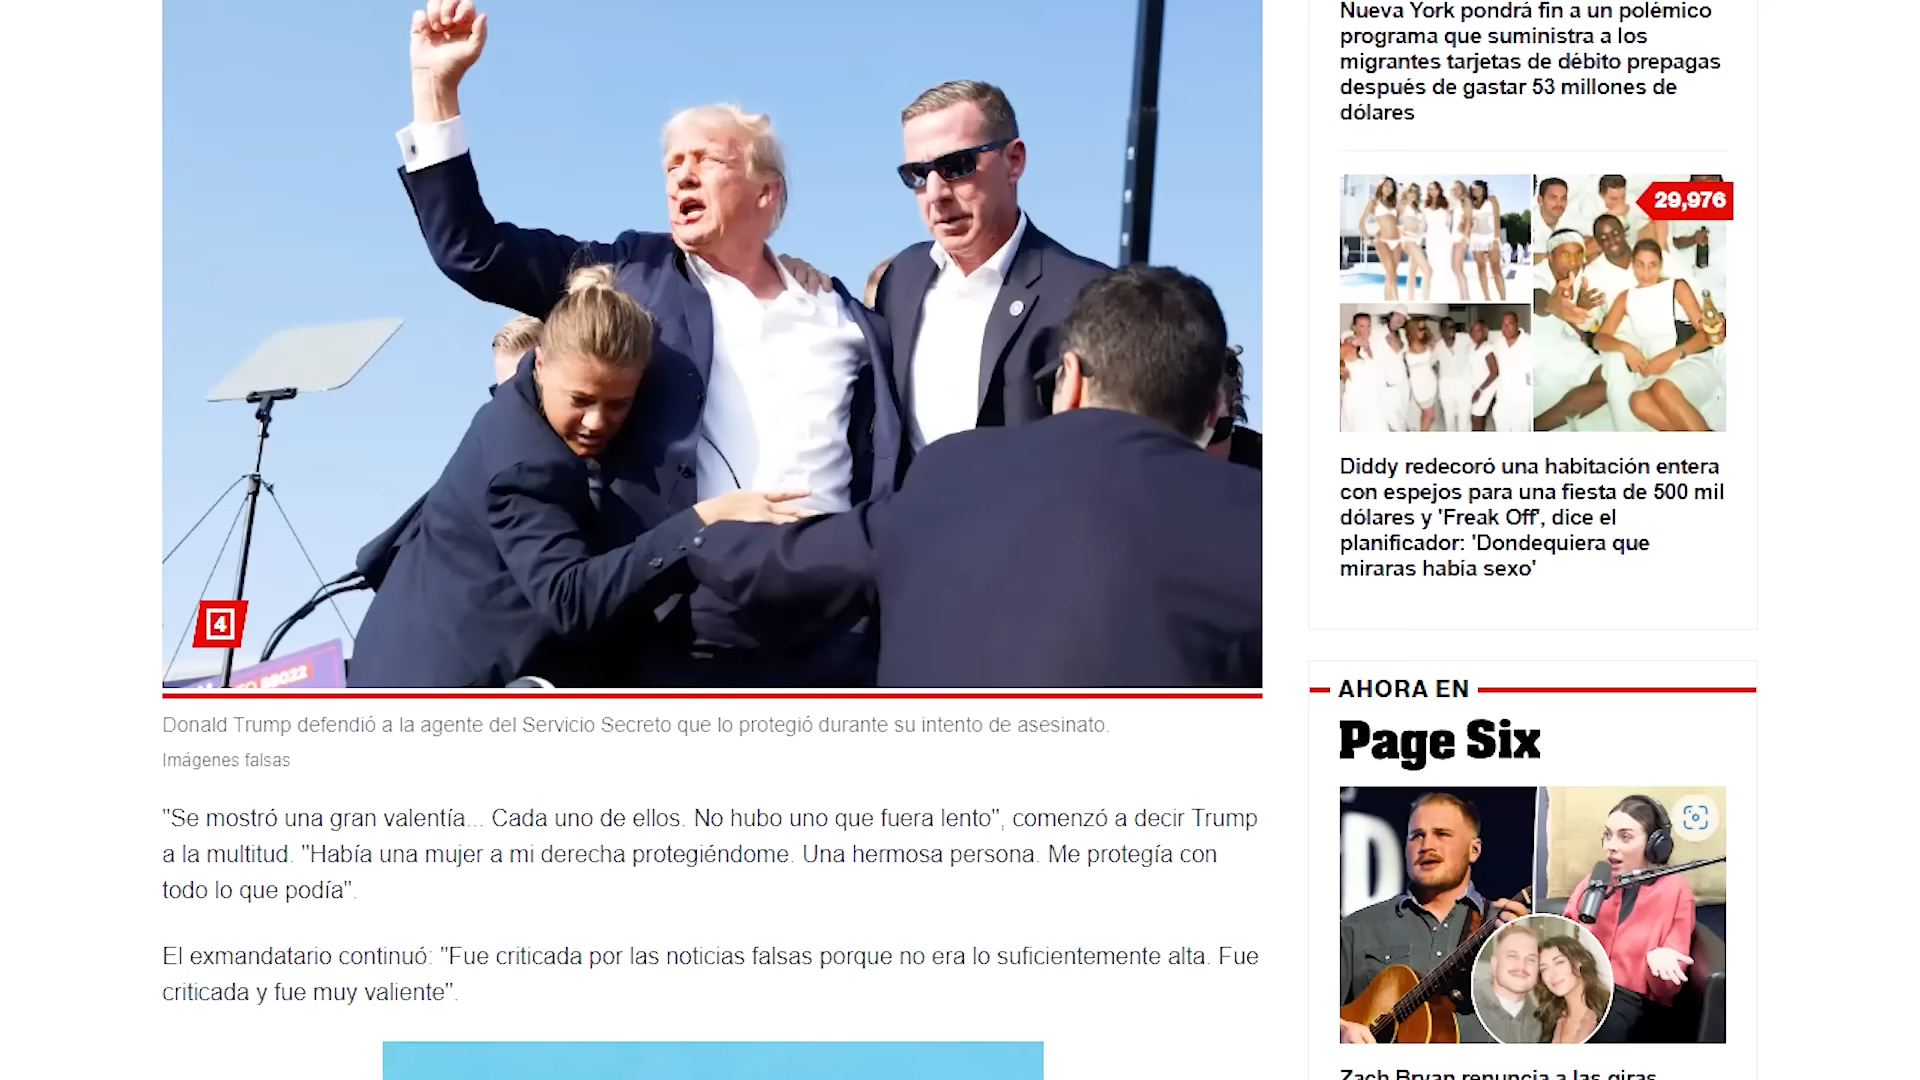 4
Donald Trump defendió a la agente del Servicio Secreto que lo protegió durante su intento de asesinato.
Imágenes falsas
"Se mostró una gran valentía... Cada uno de ellos. No hubo uno que fuera lento", comenzó a decir Trump
a la multitud. "Había una mujer a mi derecha protegiéndome. Una hermosa persona. Me protegía con
todo lo que podía".
El exmandatario continuó: "Fue criticada por las noticias falsas porque no era lo suficientemente alta. Fue
criticada y fue muy valiente".
Nueva York pondrá fin a un polémico
programa que suministra a los
migrantes tarjetas de débito prepagas
después de gastar 53 millones de
dólares
29,976
Diddy redecoró una habitación entera
con espejos para una fiesta de 500 mil
dólares y 'Freak Off', dice el
planificador: 'Dondequiera que
miraras había sexo'
AHORA EN
Page Six
Zach Bryan renuncia a las giras